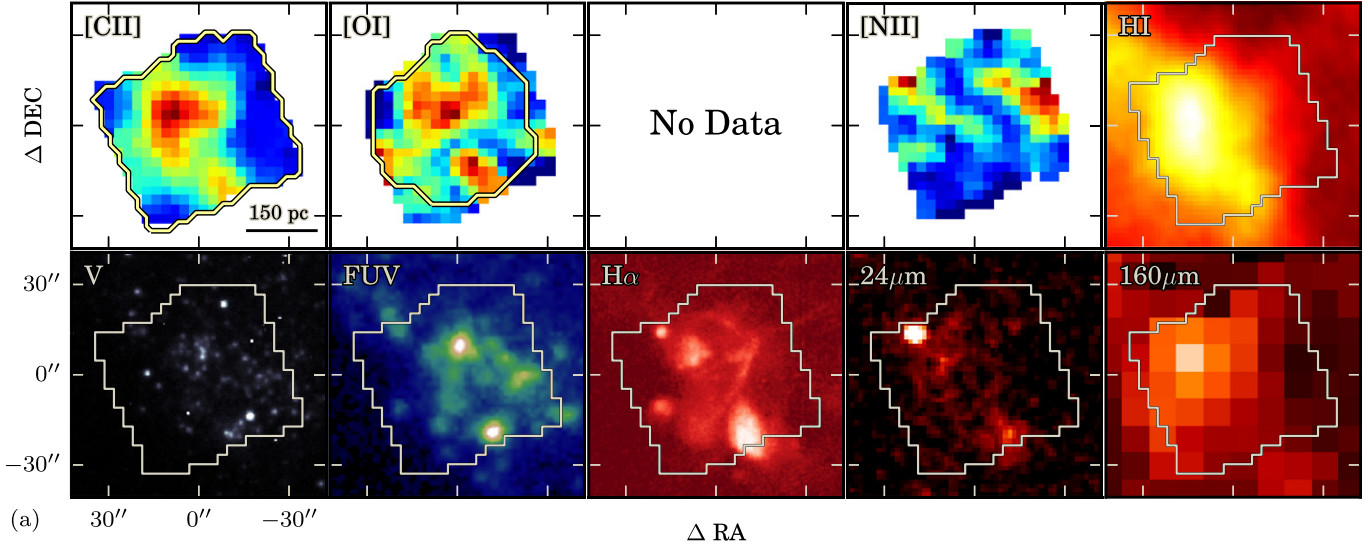 [CII] [OI] [NII] HI
Δ DEC
No Data
150 pc
V FUV Hα 24μm 160μm
30″
0″
−30″
(a) 30″ 0″ −30″
Δ RA